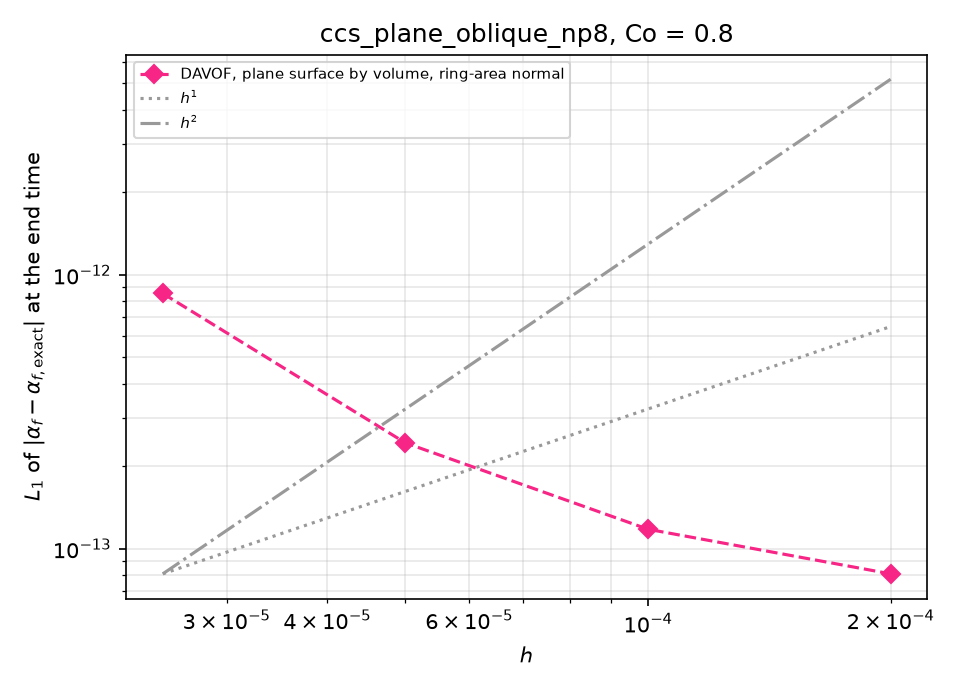 ccs_plane_oblique_np8, Co = 0.8
DAVOF, plane surface by volume, ring-area normal
h¹
h²
L₁ of |α_f − α_{f, exact}| at the end time
10⁻¹²
10⁻¹³
3 × 10⁻⁵ 4 × 10⁻⁵ 6 × 10⁻⁵ 10⁻⁴ 2 × 10⁻⁴
h